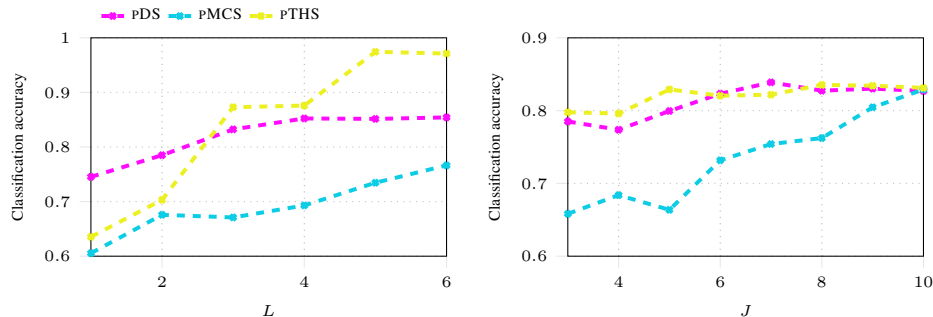 pDS pMCS pTHS
1
0.9
0.8
0.7
0.6
2 4 6
Classification accuracy
L
0.9
0.8
0.7
0.6
4 6 8 10
Classification accuracy
J